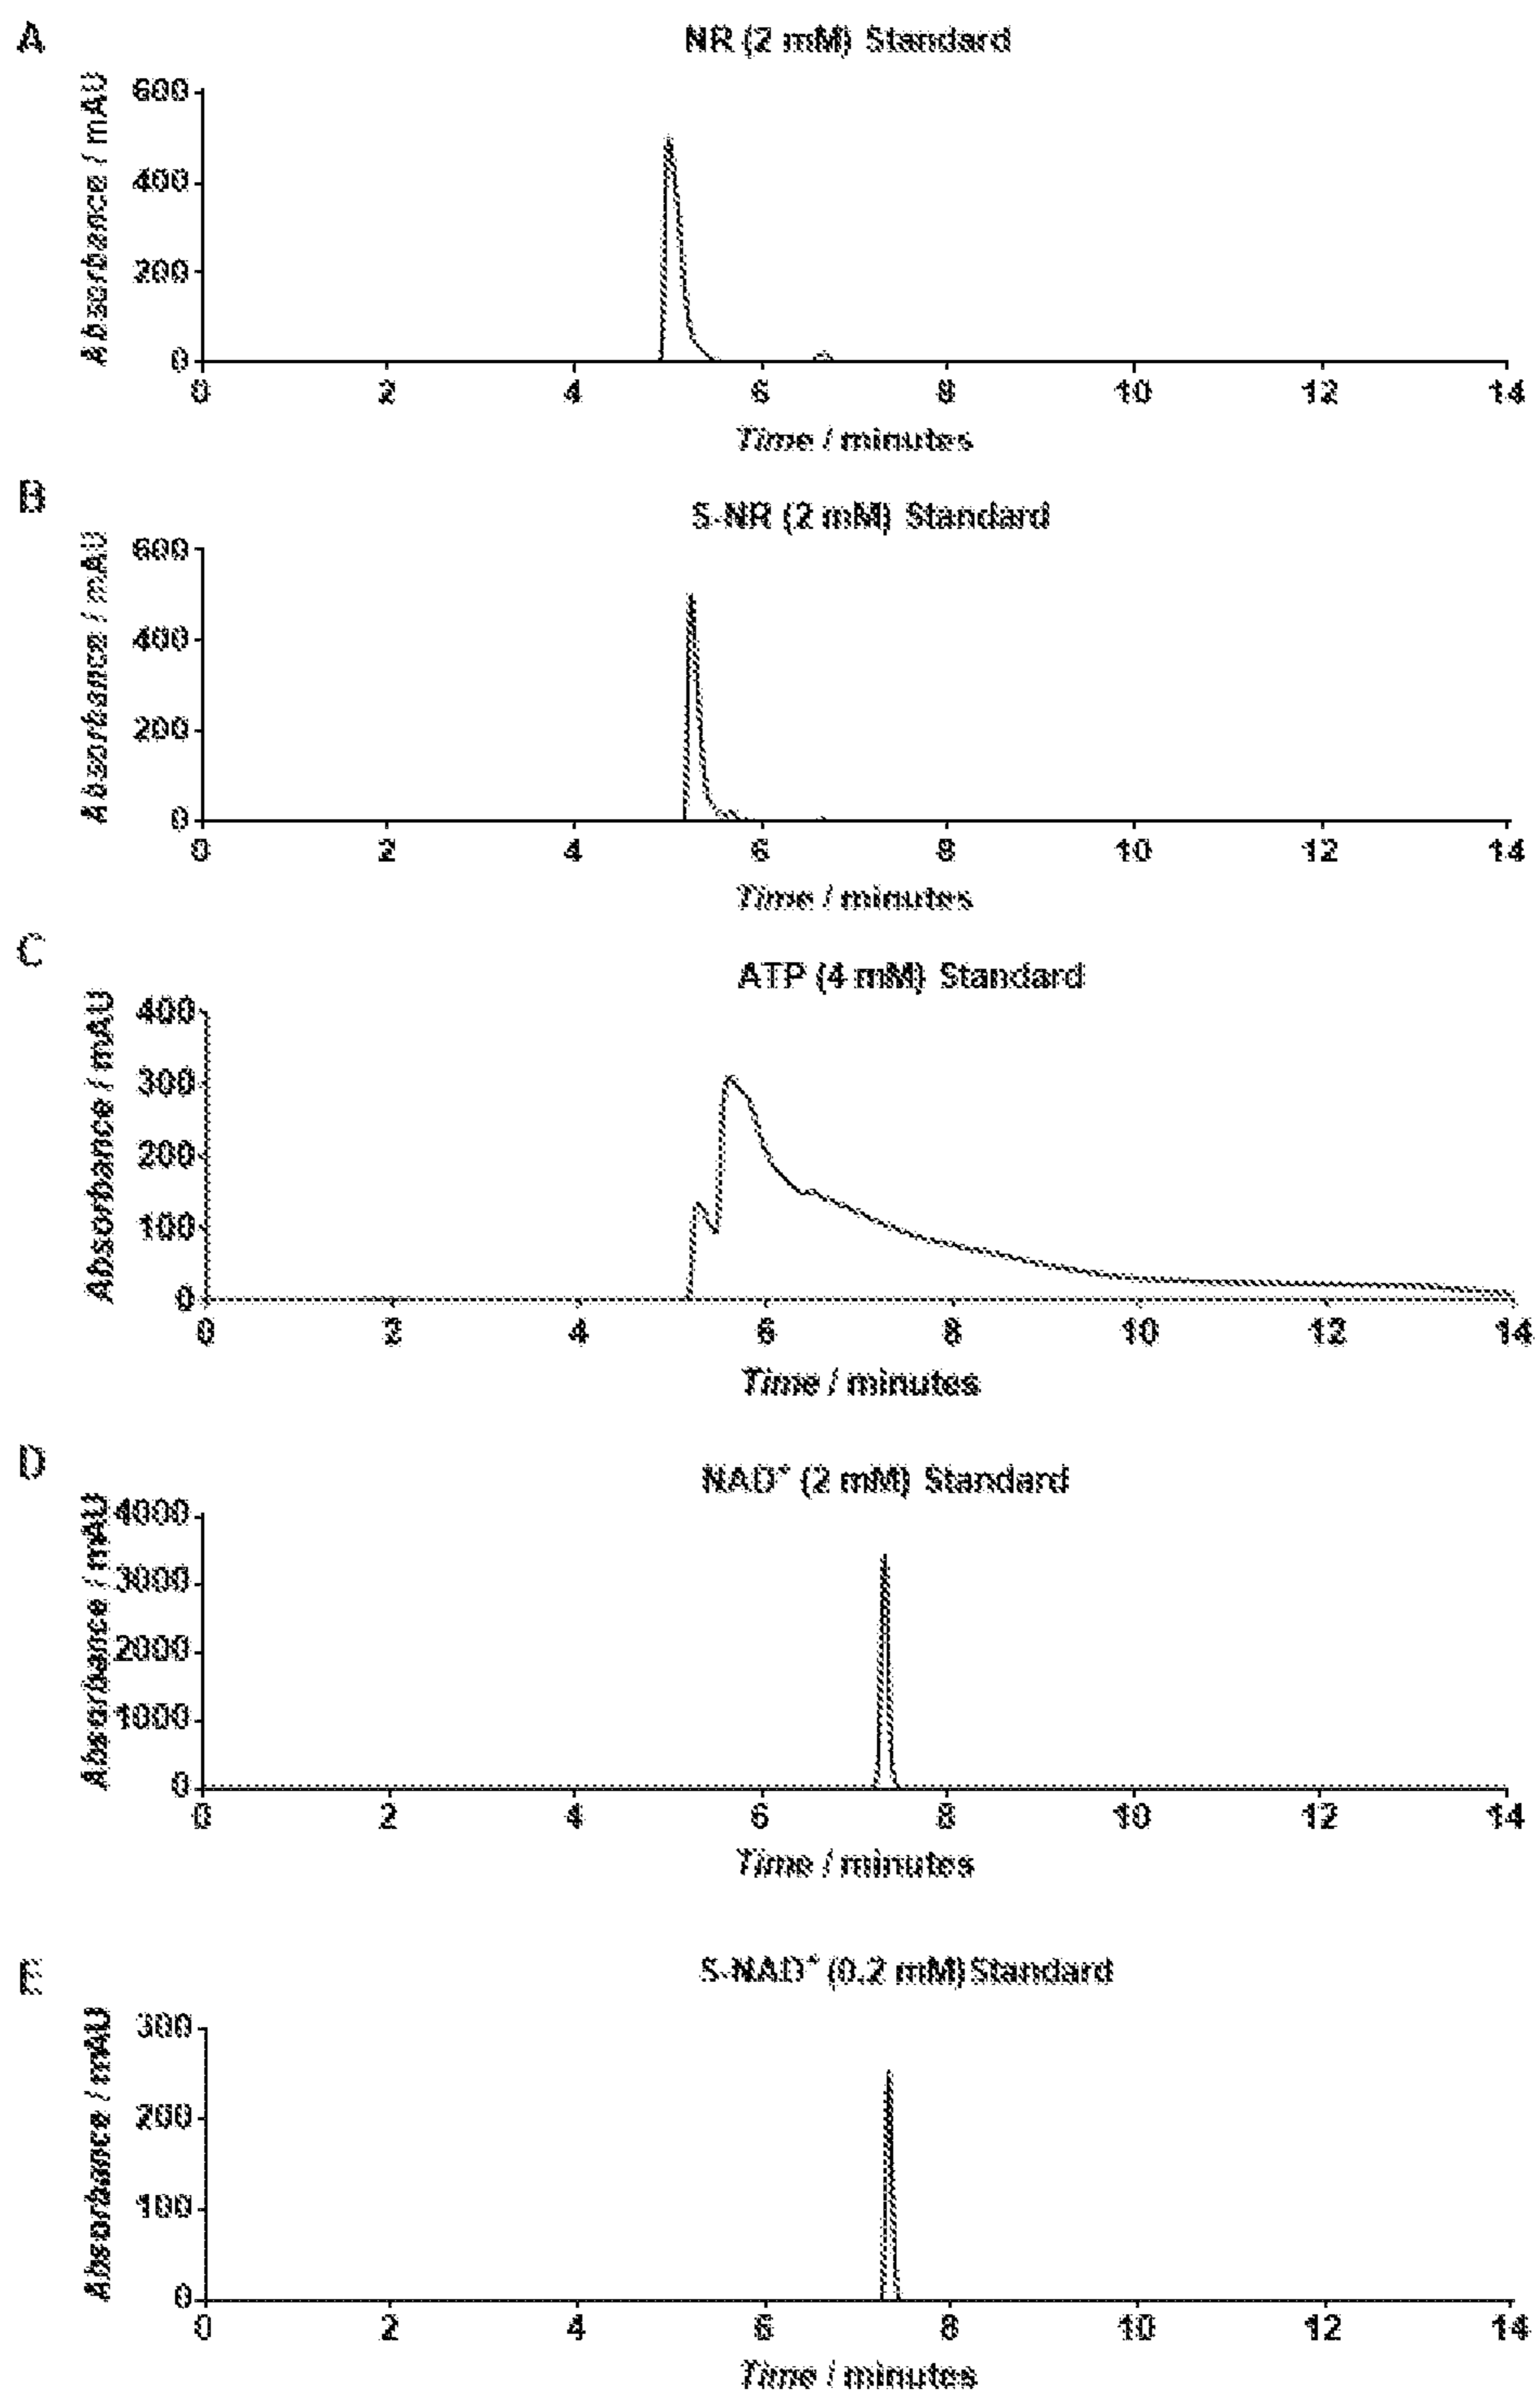 A
NR (2 mM) Standard
Absorbance / mAU
600
400
200
0
0 2 4 6 8 10 12 14
Time / minutes
B
S-NR (2 mM) Standard
Absorbance / mAU
600
400
200
0
0 2 4 6 8 10 12 14
Time / minutes
C
ATP (4 mM) Standard
Absorbance / mAU
400
300
200
100
0
0 2 4 6 8 10 12 14
Time / minutes
D
NAD⁺ (2 mM) Standard
Absorbance / mAU
4000
3000
2000
1000
0
0 2 4 6 8 10 12 14
Time / minutes
E
S-NAD⁺ (0.2 mM) Standard
Absorbance / mAU
300
200
100
0
0 2 4 6 8 10 12 14
Time / minutes